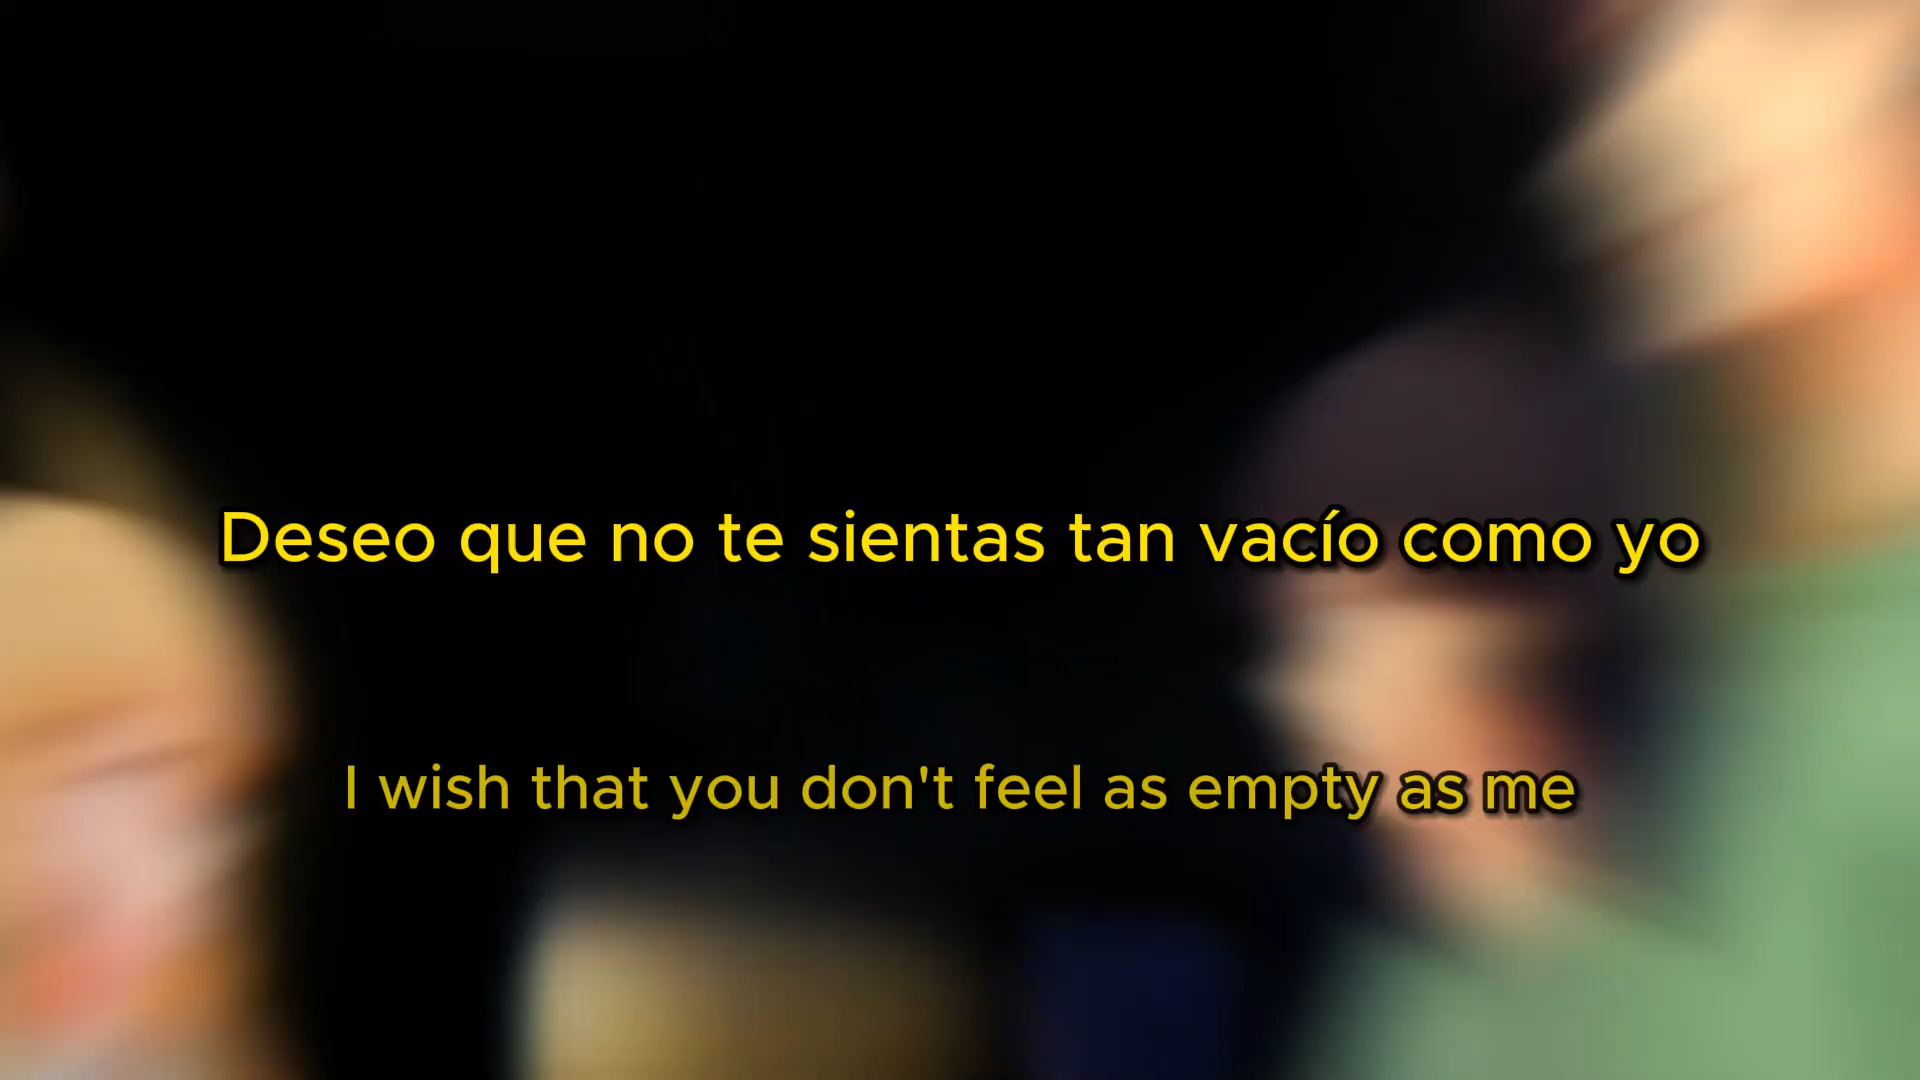 Deseo que no te sientas tan vacío como yo
I wish that you don't feel as empty as me